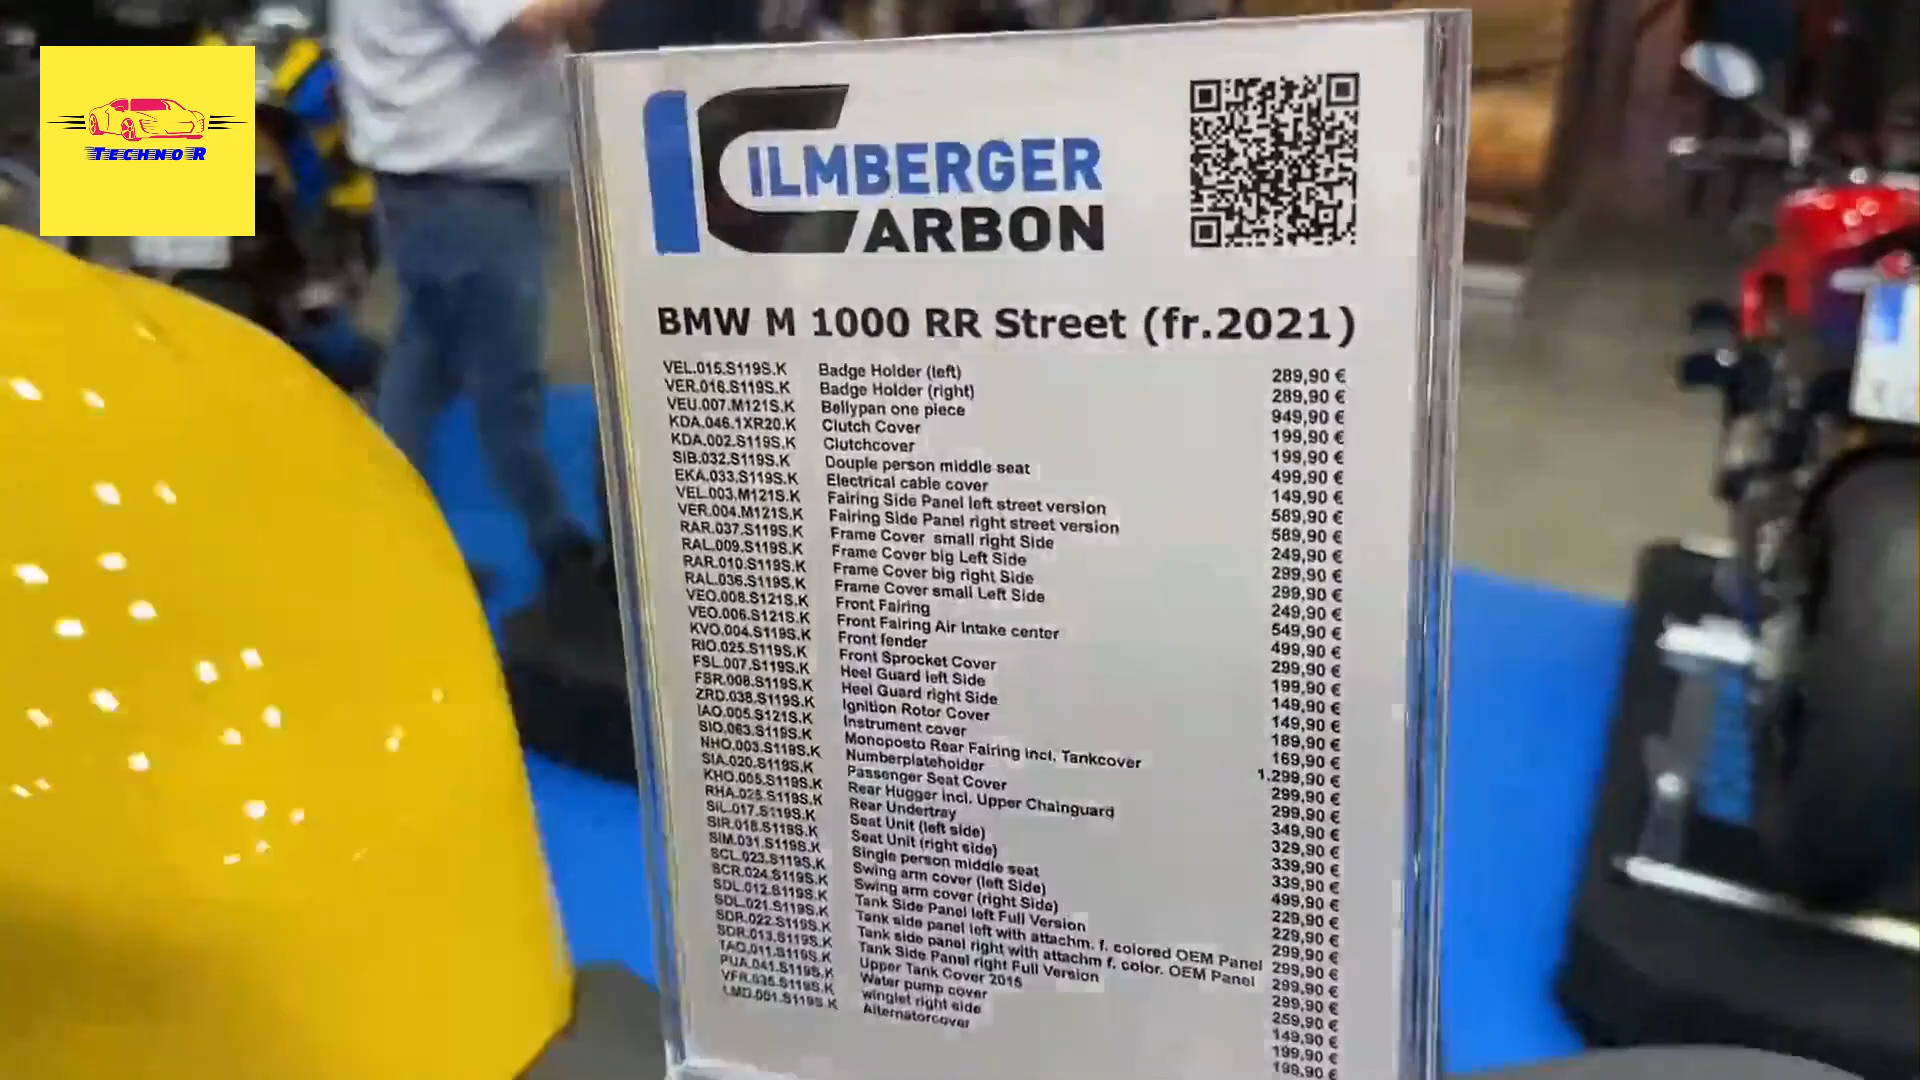 TECHNO R
ILMBERGER
CARBON
BMW M 1000 RR Street (fr.2021)
VEL.015.S119S.K Badge Holder (left) 289,90 €
VER.016.S119S.K Badge Holder (right) 289,90 €
VEU.007.M121S.K Bellypan one piece 949,90 €
KDA.046.1XR20.K Clutch Cover 199,90 €
KDA.002.S119S.K Clutchcover 199,90 €
SIB.032.S119S.K Douple person middle seat 499,90 €
EKA.033.S119S.K Electrical cable cover 149,90 €
VEL.003.M121S.K Fairing Side Panel left street version 589,90 €
VER.004.M121S.K Fairing Side Panel right street version 589,90 €
RAR.037.S119S.K Frame Cover small right Side 249,90 €
RAL.009.S119S.K Frame Cover big Left Side 299,90 €
RAR.010.S119S.K Frame Cover big right Side 299,90 €
RAL.036.S119S.K Frame Cover small Left Side 249,90 €
VEO.008.S121S.K Front Fairing 549,90 €
VEO.006.S121S.K Front Fairing Air Intake center 499,90 €
KVO.004.S119S.K Front fender 299,90 €
RIO.025.S119S.K Front Sprocket Cover 199,90 €
FSL.007.S119S.K Heel Guard left Side 149,90 €
FSR.008.S119S.K Heel Guard right Side 149,90 €
ZRD.038.S119S.K Ignition Rotor Cover 189,90 €
IAO.005.S121S.K Instrument cover 169,90 €
SIO.063.S119S.K Monoposto Rear Fairing incl. Tankcover 1.299,90 €
NHO.003.S119S.K Numberplateholder 299,90 €
SIA.020.S119S.K Passenger Seat Cover 299,90 €
KHO.005.S119S.K Rear Hugger incl. Upper Chainguard 349,90 €
RHA.025.S119S.K Rear Undertray 329,90 €
SIL.017.S119S.K Seat Unit (left side) 339,90 €
SIR.018.S119S.K Seat Unit (right side) 339,90 €
SIM.031.S119S.K Single person middle seat 499,90 €
SCL.023.S119S.K Swing arm cover (left Side) 229,90 €
SCR.024.S119S.K Swing arm cover (right Side) 229,90 €
SDL.012.S119S.K Tank Side Panel left Full Version 299,90 €
SDL.021.S119S.K Tank side panel left with attachm. f. colored OEM Panel 299,90 €
SDR.022.S119S.K Tank side panel right with attachm f. color. OEM Panel 299,90 €
SDR.013.S119S.K Tank Side Panel right Full Version 299,90 €
TAO.011.S119S.K Upper Tank Cover 2015 259,90 €
PUA.041.S119S.K Water pump cover 149,90 €
VFR.035.S119S.K winglet right side 199,90 €
LMD.001.S119S.K Alternatorcover 199,90 €